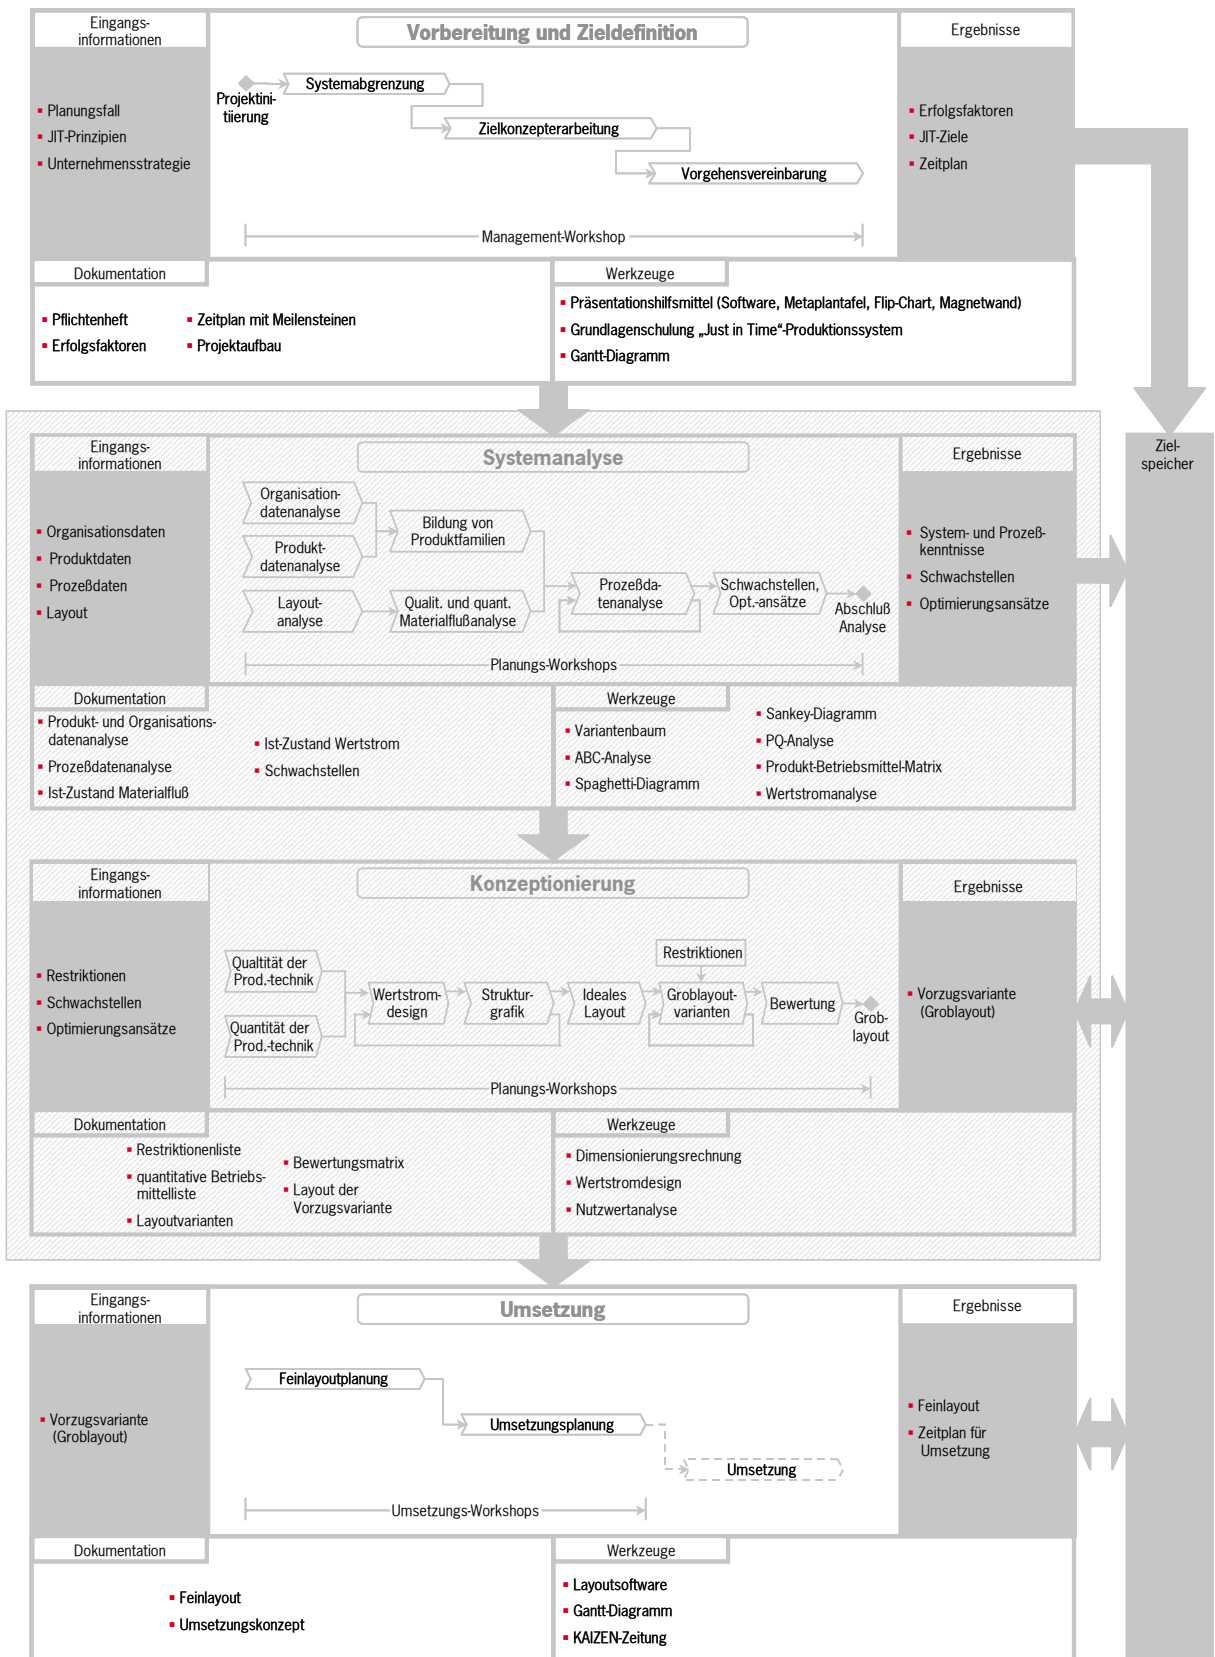 Eingangs-
informationen
Vorbereitung und Zieldefinition
Ergebnisse
Planungsfall
JIT-Prinzipien
Unternehmensstrategie
Projektini-
tiierung
Systemabgrenzung
Zielkonzepterarbeitung
Vorgehensvereinbarung
Management-Workshop
Erfolgsfaktoren
JIT-Ziele
Zeitplan
Dokumentation
Pflichtenheft
Erfolgsfaktoren
Zeitplan mit Meilensteinen
Projektaufbau
Werkzeuge
Präsentationshilfsmittel (Software, Metaplantafel, Flip-Chart, Magnetwand)
Grundlagenschulung „Just in Time“-Produktionssystem
Gantt-Diagramm
Ziel-
speicher
Eingangs-
informationen
Systemanalyse
Ergebnisse
Organisationsdaten
Produktdaten
Prozeßdaten
Layout
Organisation-
datenanalyse
Produkt-
datenanalyse
Layout-
analyse
Bildung von
Produktfamilien
Qualit. und quant.
Materialflußanalyse
Prozeßda-
tenanalyse
Schwachstellen,
Opt.-ansätze
Abschluß
Analyse
Planungs-Workshops
System- und Prozeß-
kenntnisse
Schwachstellen
Optimierungsansätze
Dokumentation
Produkt- und Organisations-
datenanalyse
Prozeßdatenanalyse
Ist-Zustand Materialfluß
Ist-Zustand Wertstrom
Schwachstellen
Werkzeuge
Variantenbaum
ABC-Analyse
Spaghetti-Diagramm
Sankey-Diagramm
PQ-Analyse
Produkt-Betriebsmittel-Matrix
Wertstromanalyse
Eingangs-
informationen
Konzeptionierung
Ergebnisse
Restriktionen
Schwachstellen
Optimierungsansätze
Qualtität der
Prod.-technik
Quantität der
Prod.-technik
Wertstrom-
design
Struktur-
grafik
Ideales
Layout
Restriktionen
Groblayout-
varianten
Bewertung
Grob-
layout
Planungs-Workshops
Vorzugsvariante
(Groblayout)
Dokumentation
Restriktionenliste
quantitative Betriebs-
mittelliste
Layoutvarianten
Bewertungsmatrix
Layout der
Vorzugsvariante
Werkzeuge
Dimensionierungsrechnung
Wertstromdesign
Nutzwertanalyse
Eingangs-
informationen
Umsetzung
Ergebnisse
Vorzugsvariante
(Groblayout)
Feinlayoutplanung
Umsetzungsplanung
Umsetzung
Umsetzungs-Workshops
Feinlayout
Zeitplan für
Umsetzung
Dokumentation
Feinlayout
Umsetzungskonzept
Werkzeuge
Layoutsoftware
Gantt-Diagramm
KAIZEN-Zeitung